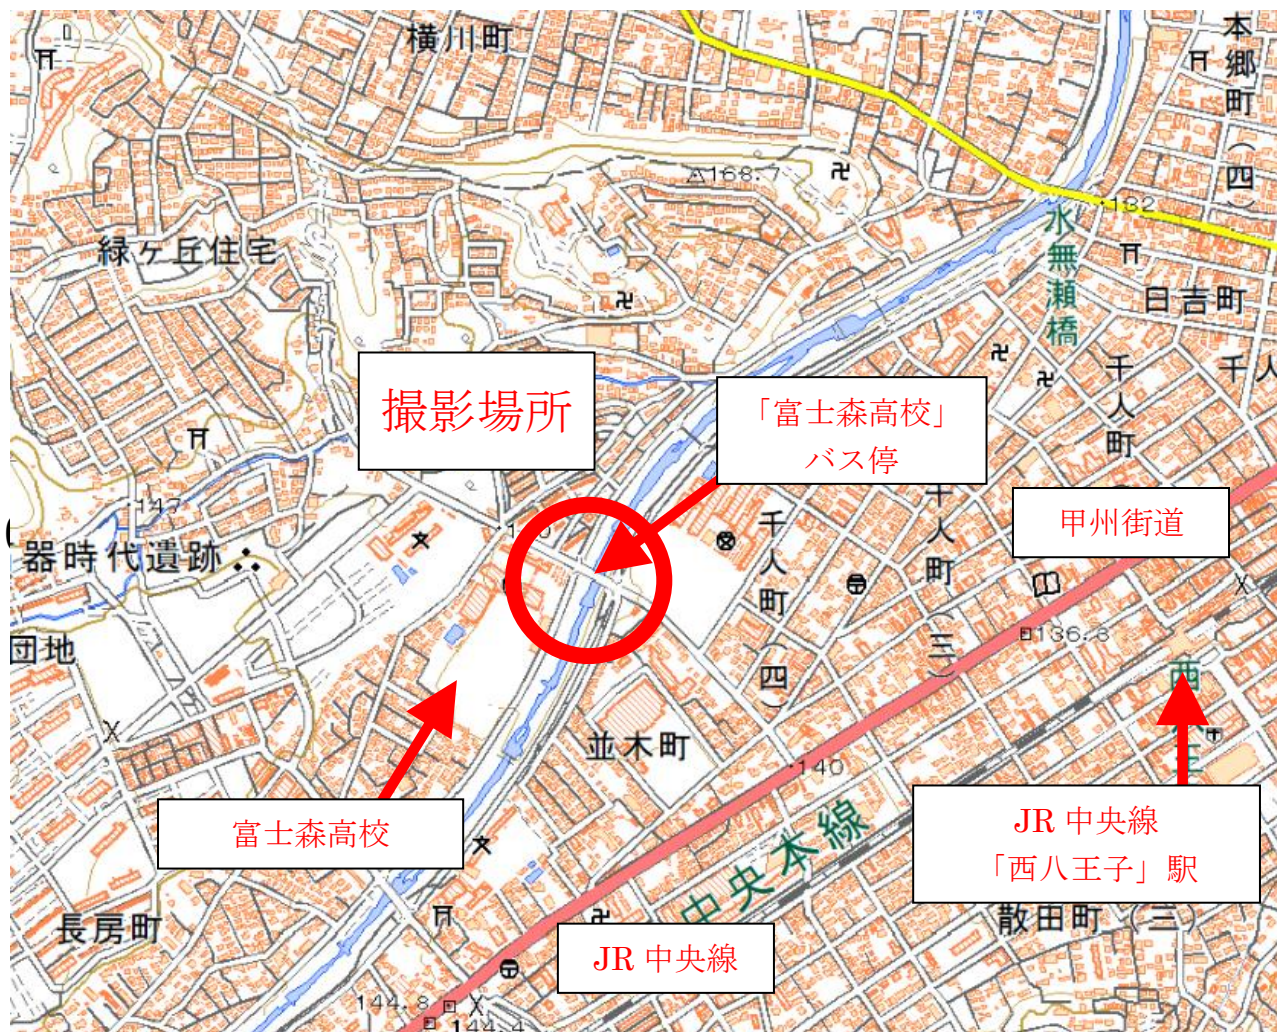 横川町
本郷町(四)
168.7
132
緑ヶ丘住宅
水無瀬橋
日吉町
撮影場所
「富士森高校」
バス停
千人町
千人
147
千人町(三)
甲州街道
器時代遺跡
千人町(四)
136.3
団地
西
並木町
140
富士森高校
JR 中央線
「西八王子」駅
中央本線
長房町
散田町(三)
JR 中央線
144.8
144.4